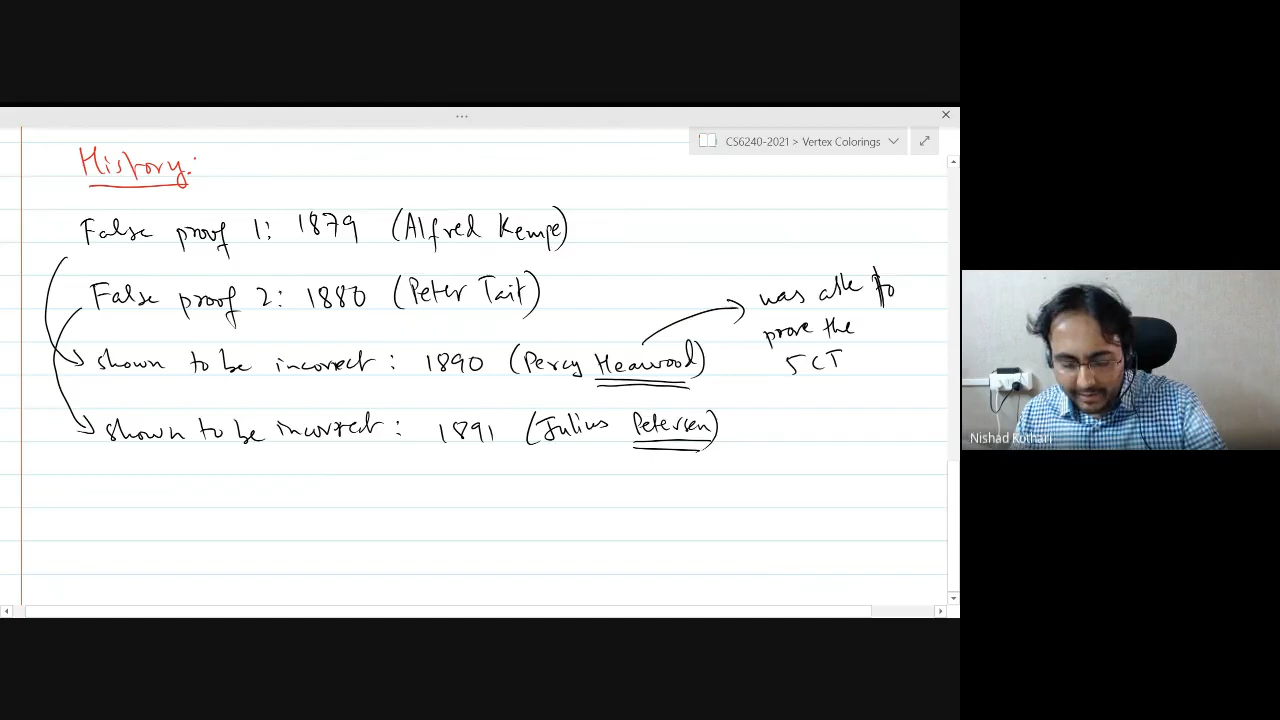 CS6240-2021 > Vertex Colorings
History:
False proof 1: 1879 (Alfred Kempe)
False proof 2: 1880 (Peter Tait)
shown to be incorrect: 1890 (Percy Heawood)
was able to
prove the
5CT
shown to be incorrect: 1891 (Julius Petersen)
Nishad Kothari